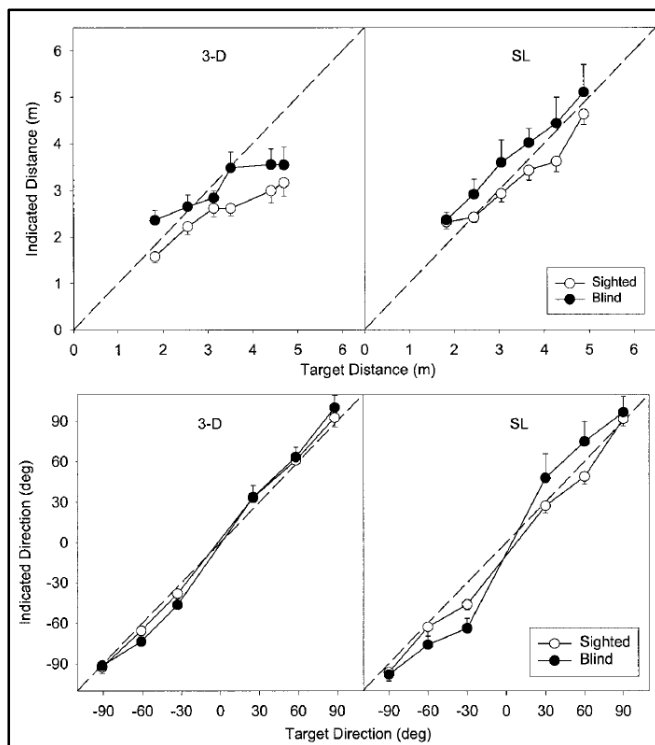 3-D
SL
Indicated Distance (m)
6
5
4
3
2
1
0
Sighted
Blind
0 1 2 3 4 5 6
0 1 2 3 4 5 6
Target Distance (m)
3-D
SL
Indicated Direction (deg)
90
60
30
0
-30
-60
-90
Sighted
Blind
-90 -60 -30 0 30 60 90
-90 -60 -30 0 30 60 90
Target Direction (deg)